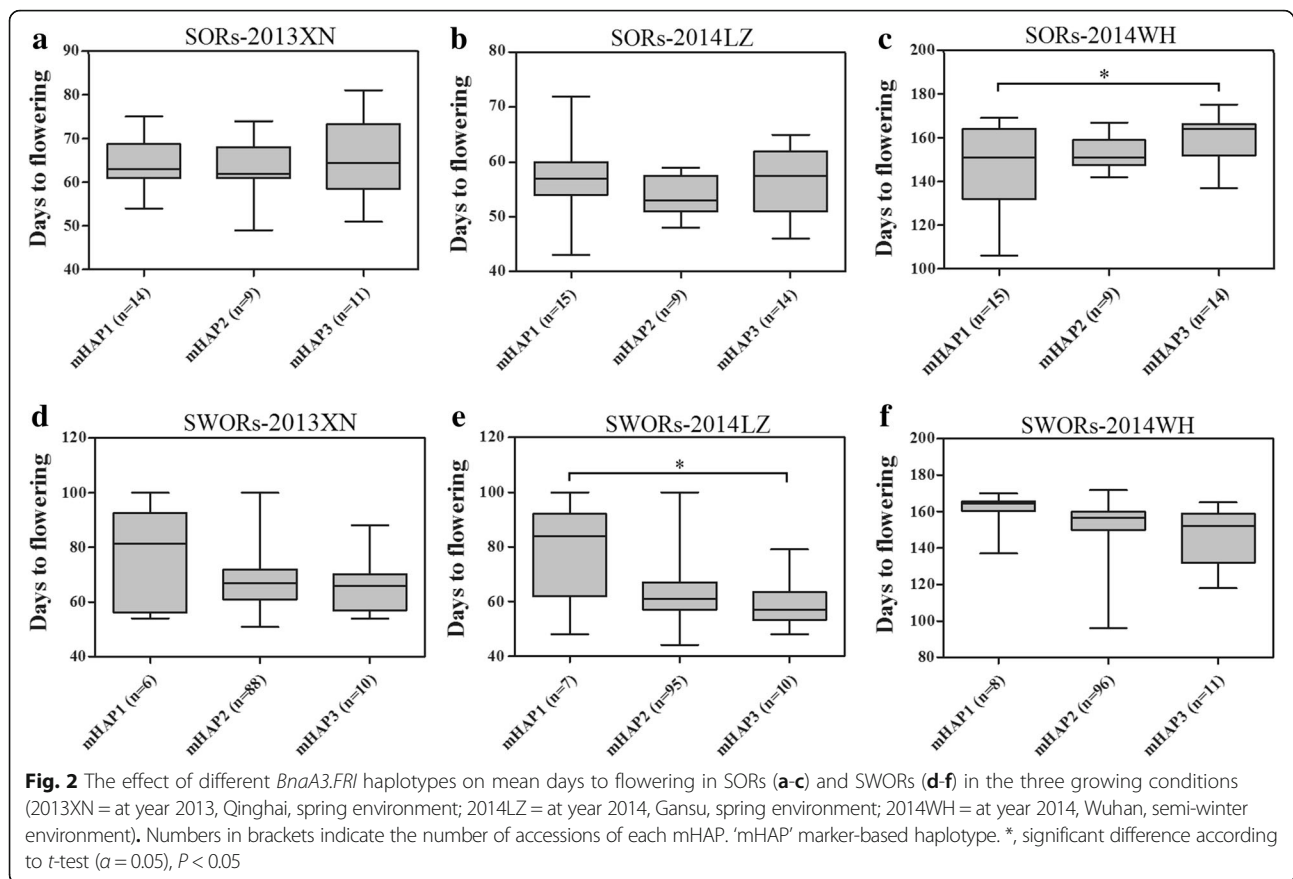 a
SORs-2013XN
90
80
70
60
50
40
Days to flowering
mHAP1 (n=14)
mHAP2 (n=9)
mHAP3 (n=11)
b
SORs-2014LZ
80
70
60
50
40
Days to flowering
mHAP1 (n=15)
mHAP2 (n=9)
mHAP3 (n=14)
c
SORs-2014WH
200
180
160
140
120
100
Days to flowering
*
mHAP1 (n=15)
mHAP2 (n=9)
mHAP3 (n=14)
d
SWORs-2013XN
120
100
80
60
40
Days to flowering
mHAP1 (n=6)
mHAP2 (n=88)
mHAP3 (n=10)
e
SWORs-2014LZ
120
100
80
60
40
Days to flowering
*
mHAP1 (n=7)
mHAP2 (n=95)
mHAP3 (n=10)
f
SWORs-2014WH
200
180
160
140
120
100
80
Days to flowering
mHAP1 (n=8)
mHAP2 (n=96)
mHAP3 (n=11)
Fig. 2 The effect of different BnaA3.FRI haplotypes on mean days to flowering in SORs (a-c) and SWORs (d-f) in the three growing conditions
(2013XN = at year 2013, Qinghai, spring environment; 2014LZ = at year 2014, Gansu, spring environment; 2014WH = at year 2014, Wuhan, semi-winter
environment). Numbers in brackets indicate the number of accessions of each mHAP. ‘mHAP’ marker-based haplotype. *, significant difference according
to t-test (α = 0.05), P < 0.05